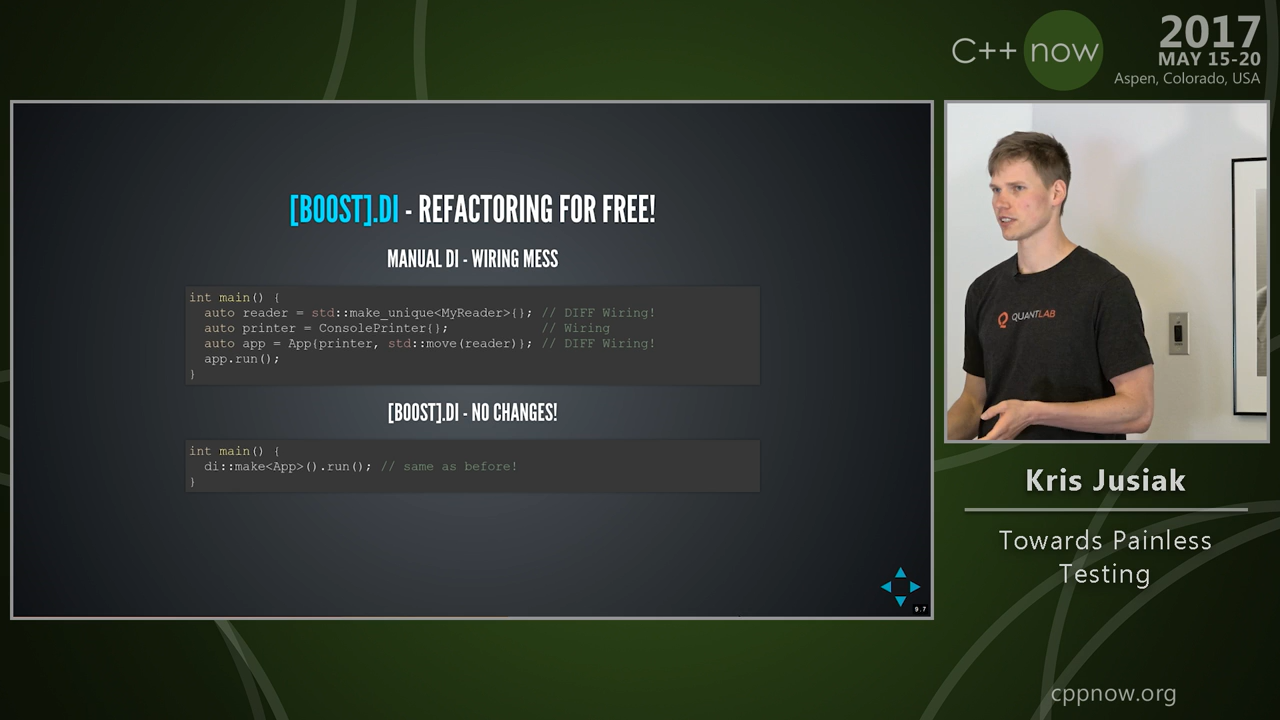 C++ now
2017
MAY 15-20
Aspen, Colorado, USA
[BOOST].DI - REFACTORING FOR FREE!
MANUAL DI - WIRING MESS
int main() {
  auto reader = std::make_unique<MyReader>{}; // DIFF Wiring!
  auto printer = ConsolePrinter{};            // Wiring
  auto app = App{printer, std::move(reader)}; // DIFF Wiring!
  app.run();
}
[BOOST].DI - NO CHANGES!
int main() {
  di::make<App>().run(); // same as before!
}
9.7
QUANTLAB
Kris Jusiak
Towards Painless
Testing
cppnow.org